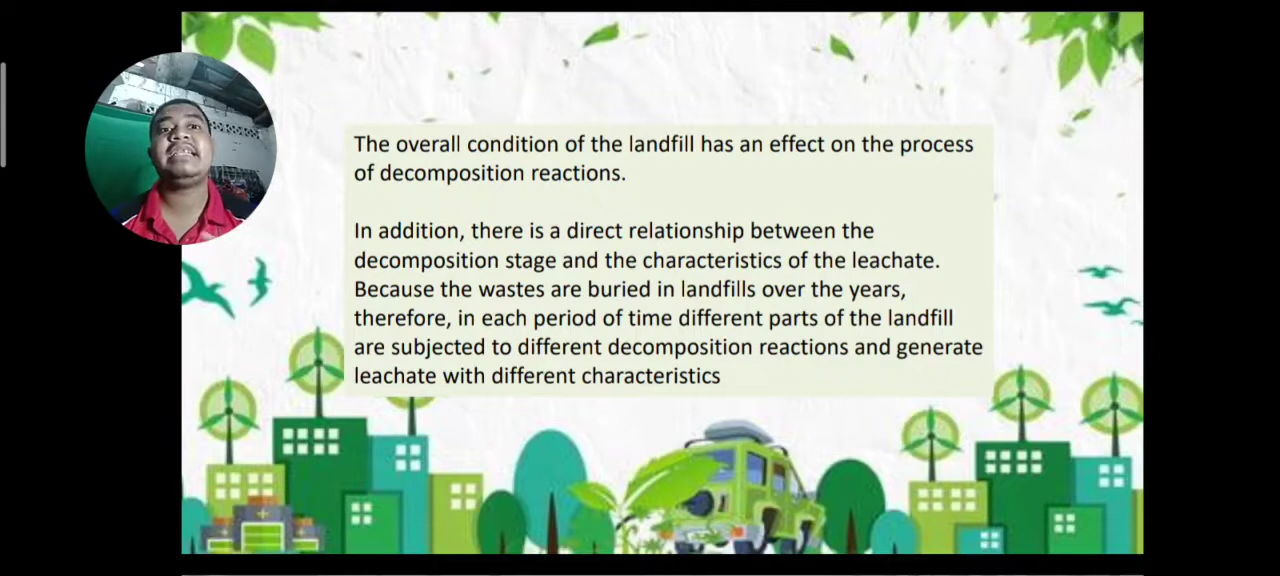 The overall condition of the landfill has an effect on the process
of decomposition reactions.
In addition, there is a direct relationship between the
decomposition stage and the characteristics of the leachate.
Because the wastes are buried in landfills over the years,
therefore, in each period of time different parts of the landfill
are subjected to different decomposition reactions and generate
leachate with different characteristics